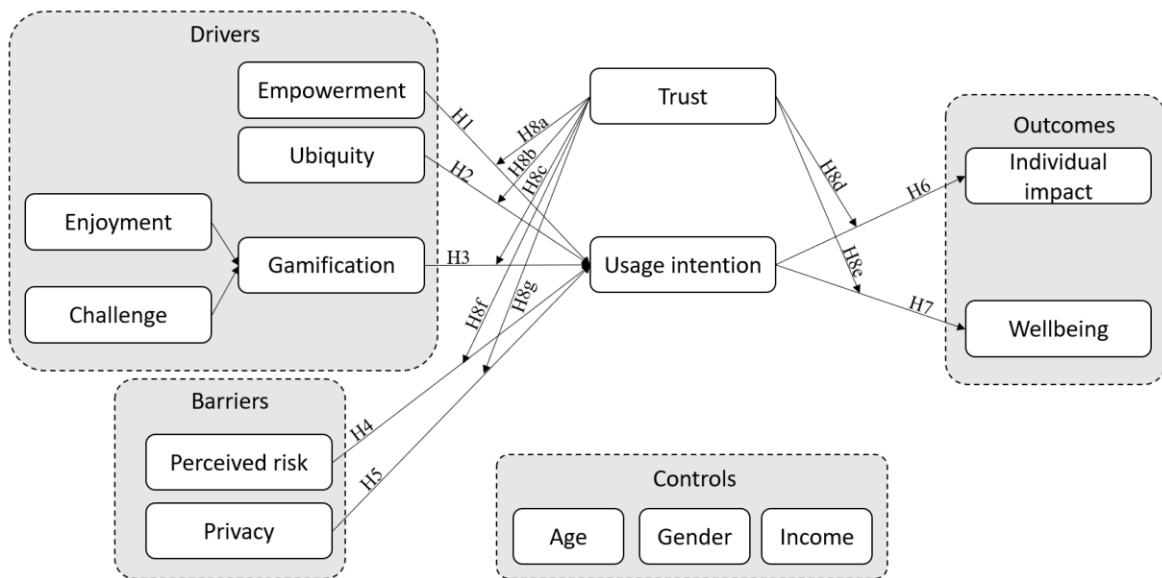 Drivers
Empowerment
Ubiquity
Enjoyment
Gamification
Challenge
H1
H2
H3
H8a
H8b
H8c
H8f
H8g
Trust
Usage intention
H8d
H8e
H6
H7
Outcomes
Individual
impact
Wellbeing
Barriers
Perceived risk
Privacy
H4
H5
Controls
Age
Gender
Income